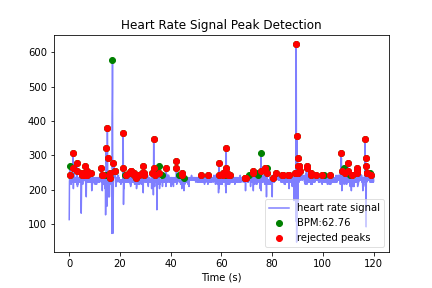 Heart Rate Signal Peak Detection
600
500
400
300
200
100
heart rate signal
BPM:62.76
rejected peaks
0 20 40 60 80 100 120
Time (s)